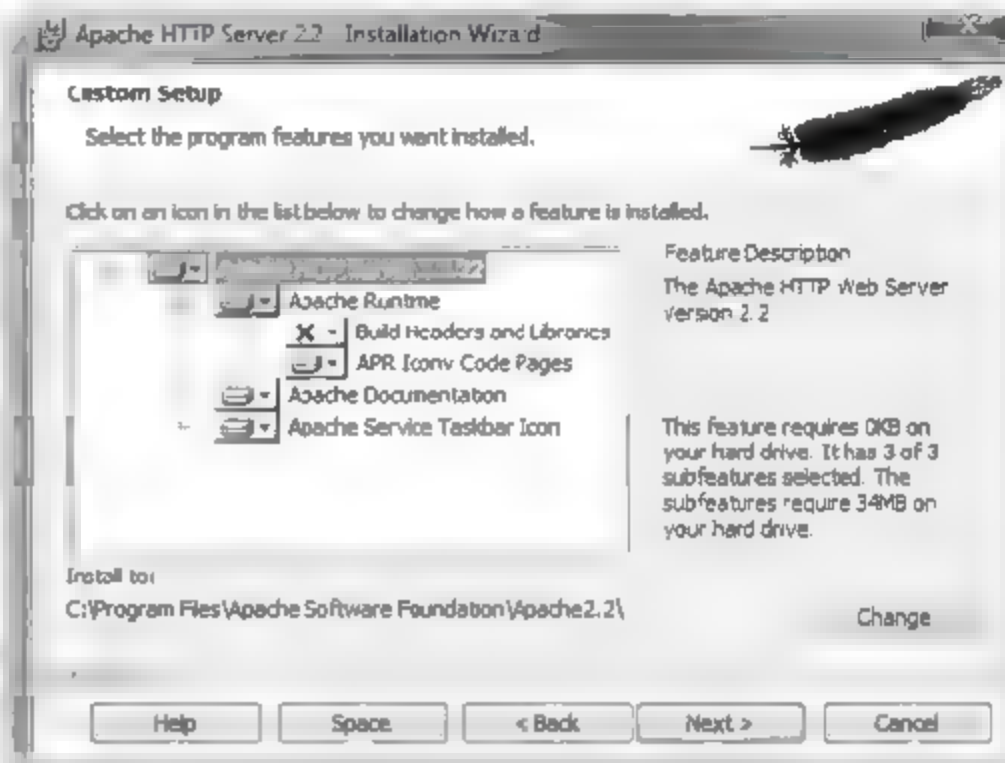 Apache HTTP Server 2.2 Installation Wizard
Custom Setup
Select the program features you want installed.
Click on an icon in the list below to change how a feature is installed.
Apache Runtime
Build Headers and Libraries
APR Iconv Code Pages
Apache Documentation
Apache Service Taskbar Icon
Feature Description
The Apache HTTP Web Server
version 2.2
This feature requires 0KB on
your hard drive. It has 3 of 3
subfeatures selected. The
subfeatures require 34MB on
your hard drive.
Install to:
C:\Program Files\Apache Software Foundation\Apache2.2\
Change
Help
Space
< Back
Next >
Cancel